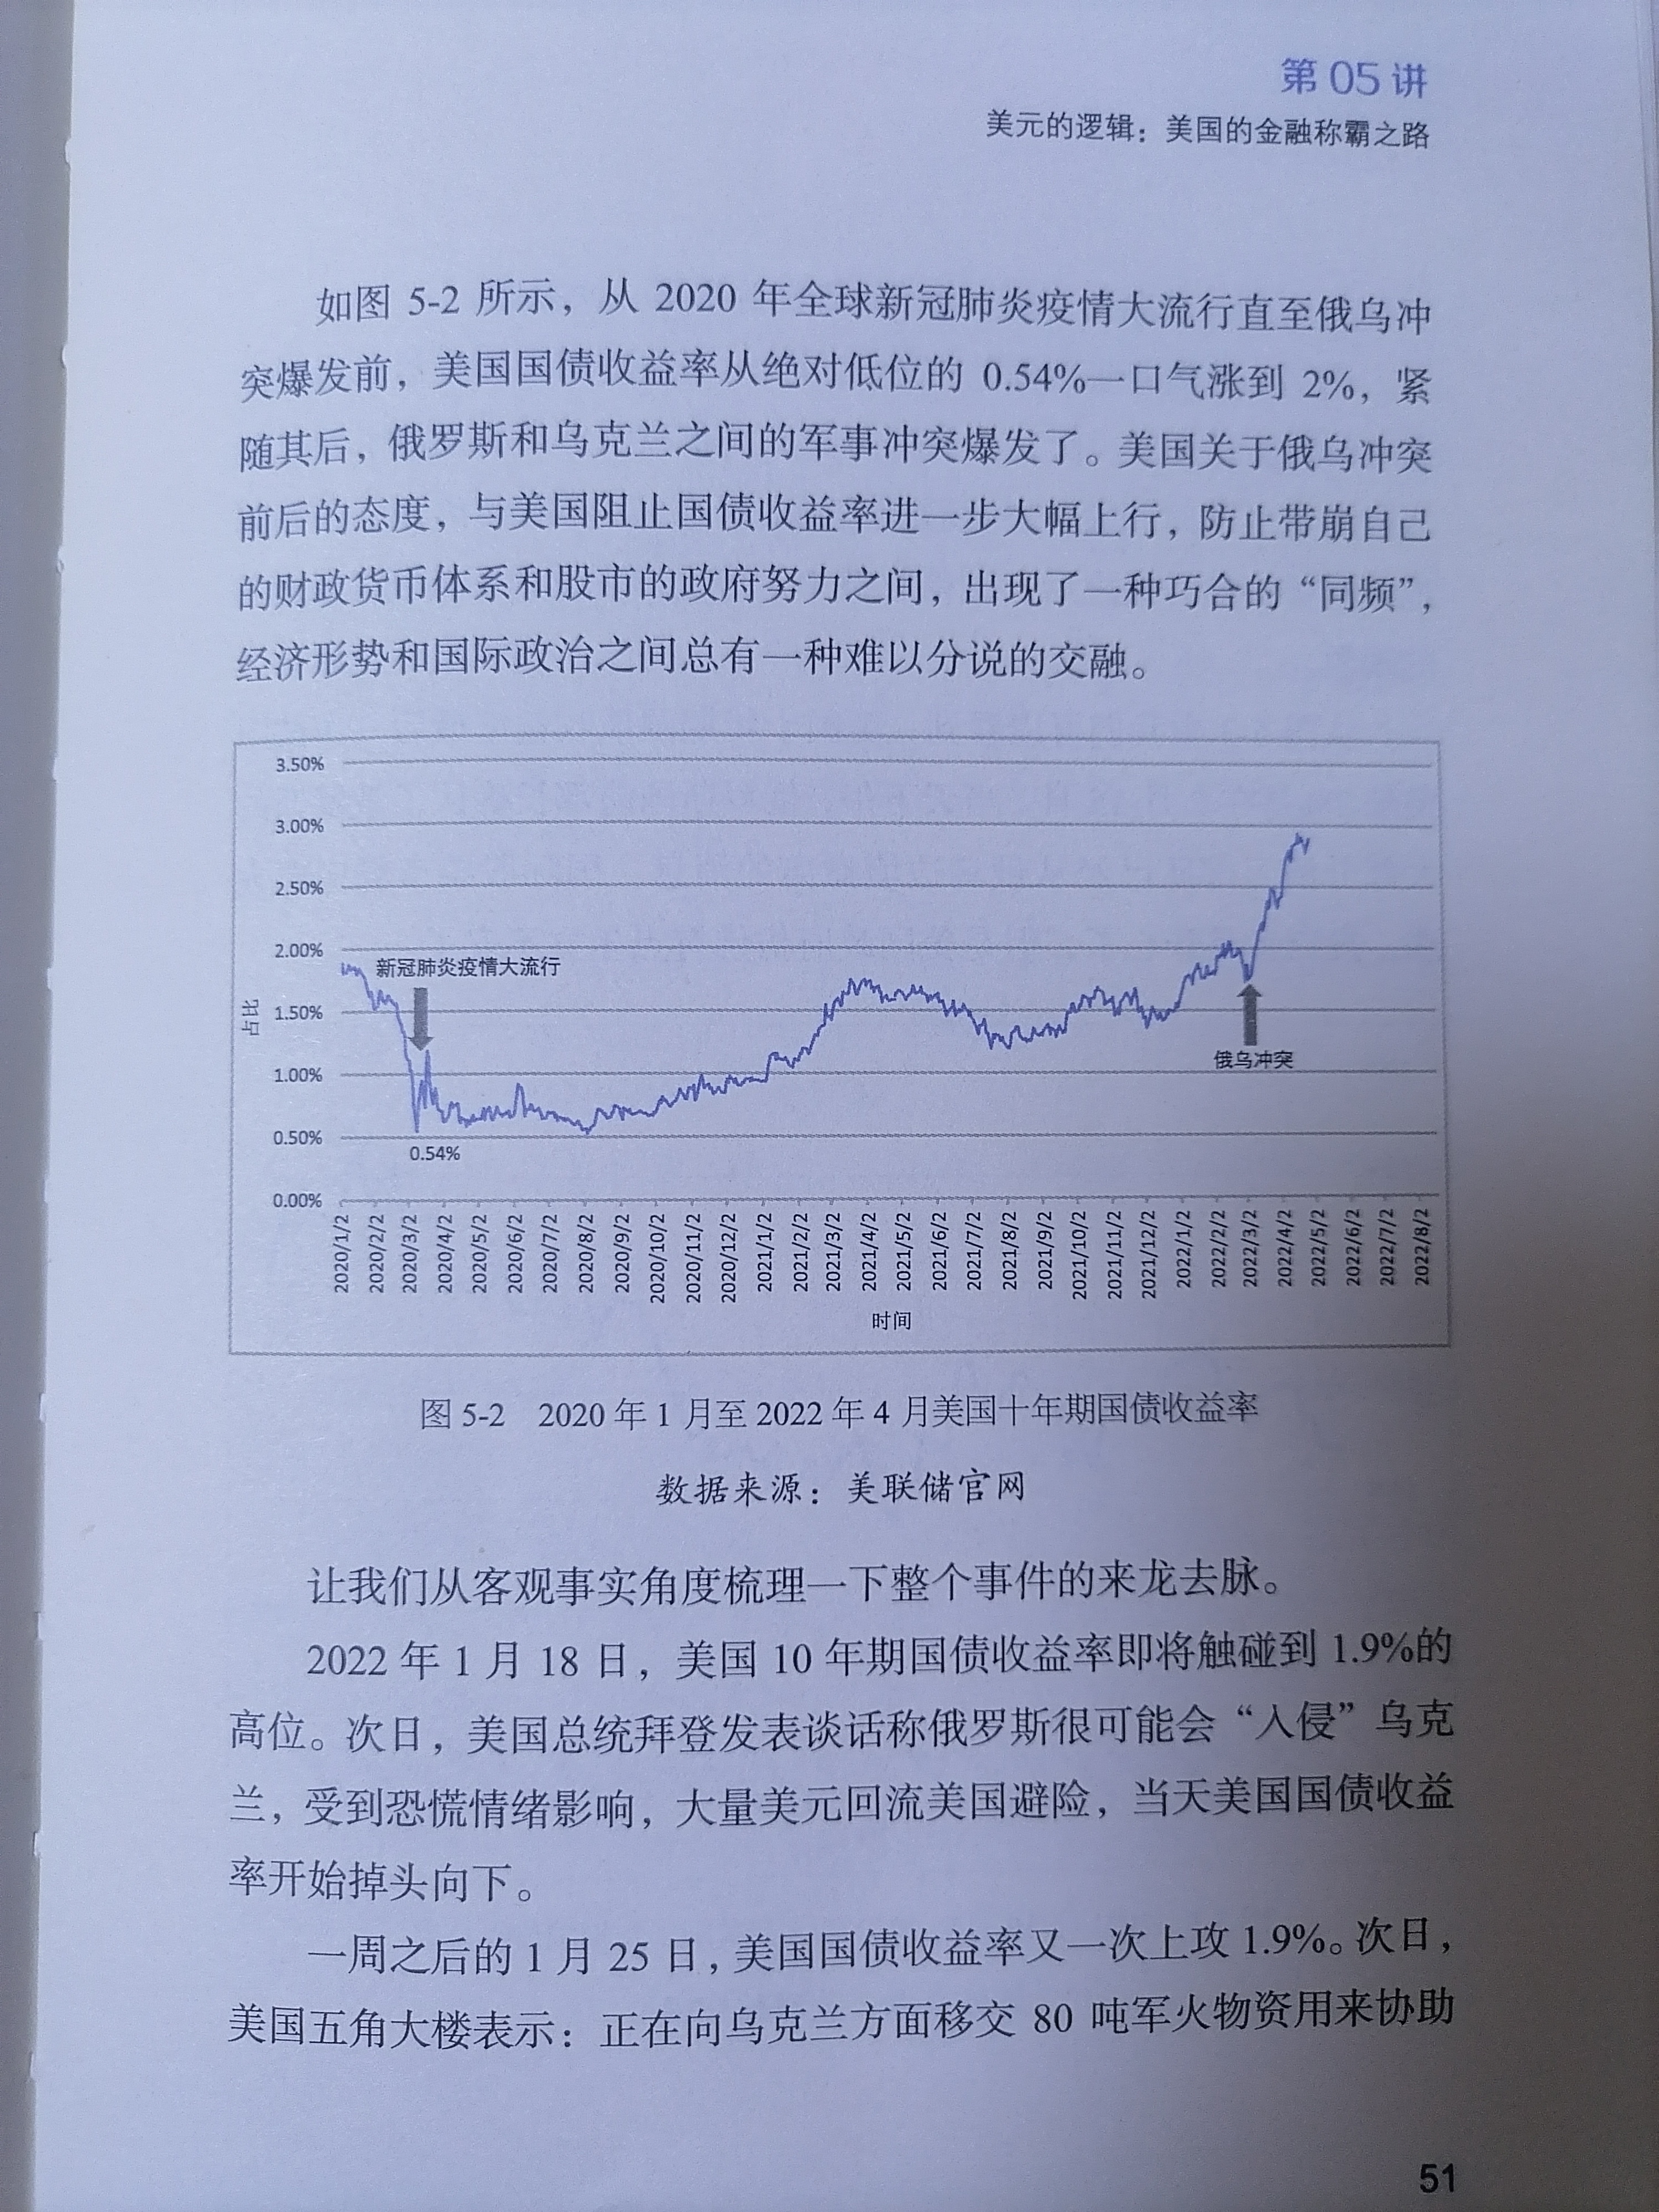 第 05 讲
美元的逻辑：美国的金融称霸之路
如图 5-2 所示，从 2020 年全球新冠肺炎疫情大流行直至俄乌冲
突爆发前，美国国债收益率从绝对低位的 0.54%一口气涨到 2%，紧
随其后，俄罗斯和乌克兰之间的军事冲突爆发了。美国关于俄乌冲突
前后的态度，与美国阻止国债收益率进一步大幅上行，防止带崩自己
的财政货币体系和股市的政府努力之间，出现了一种巧合的“同频”，
经济形势和国际政治之间总有一种难以分说的交融。
3.50%
3.00%
2.50%
2.00%
新冠肺炎疫情大流行
占比
1.50%
俄乌冲突
1.00%
0.50%
0.54%
0.00%
2020/1/2
2020/2/2
2020/3/2
2020/4/2
2020/5/2
2020/6/2
2020/7/2
2020/8/2
2020/9/2
2020/10/2
2020/11/2
2020/12/2
2021/1/2
2021/2/2
2021/3/2
2021/4/2
2021/5/2
2021/6/2
2021/7/2
2021/8/2
2021/9/2
2021/10/2
2021/11/2
2021/12/2
2022/1/2
2022/2/2
2022/3/2
2022/4/2
2022/5/2
2022/6/2
2022/7/2
2022/8/2
时间
图 5-2　2020 年 1 月至 2022 年 4 月美国十年期国债收益率
数据来源：美联储官网
让我们从客观事实角度梳理一下整个事件的来龙去脉。
2022 年 1 月 18 日，美国 10 年期国债收益率即将触碰到 1.9%的
高位。次日，美国总统拜登发表谈话称俄罗斯很可能会“入侵”乌克
兰，受到恐慌情绪影响，大量美元回流美国避险，当天美国国债收益
率开始掉头向下。
一周之后的 1 月 25 日，美国国债收益率又一次上攻 1.9%。次日，
美国五角大楼表示：正在向乌克兰方面移交 80 吨军火物资用来协助
51